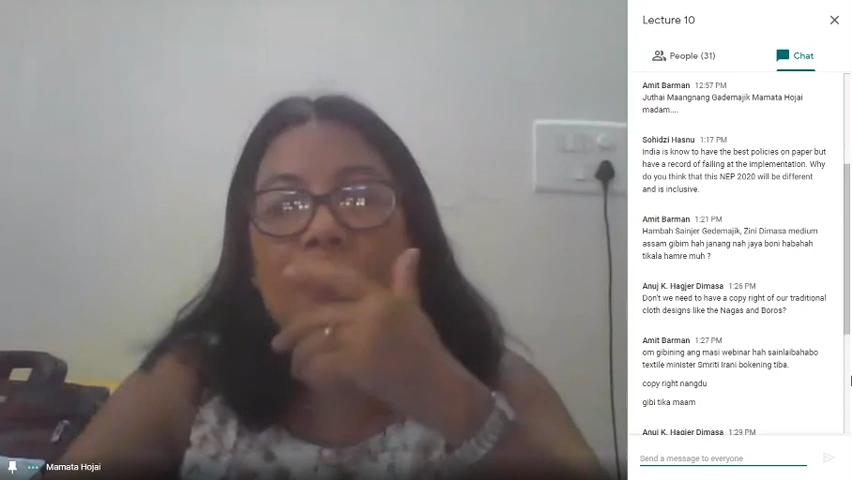 Lecture 10
People (31)
Chat
Amit Barman 12:57 PM
Juthai Maangnang Gademajik Mamata Hojai
madam....
Sohidzi Hasnu 1:17 PM
India is know to have the best policies on paper but
have a record of failing at the implementation. Why
do you think that this NEP 2020 will be different
and is inclusive.
Amit Barman 1:21 PM
Hambah Sainjer Gedemajik, Zini Dimasa medium
assam gibim hah janang nah jaya boni habahah
tikala hamre muh ?
Anuj K. Hagjer Dimasa 1:26 PM
Don't we need to have a copy right of our traditional
cloth designs like the Nagas and Boros?
Amit Barman 1:27 PM
om gibining ang masi webinar hah sainlaibahabo
textile minister Smriti Irani bokening tiba.
copy right nangdu
gibi tika maam
Anuj K. Hagjer Dimasa 1:29 PM
Send a message to everyone
Mamata Hojai